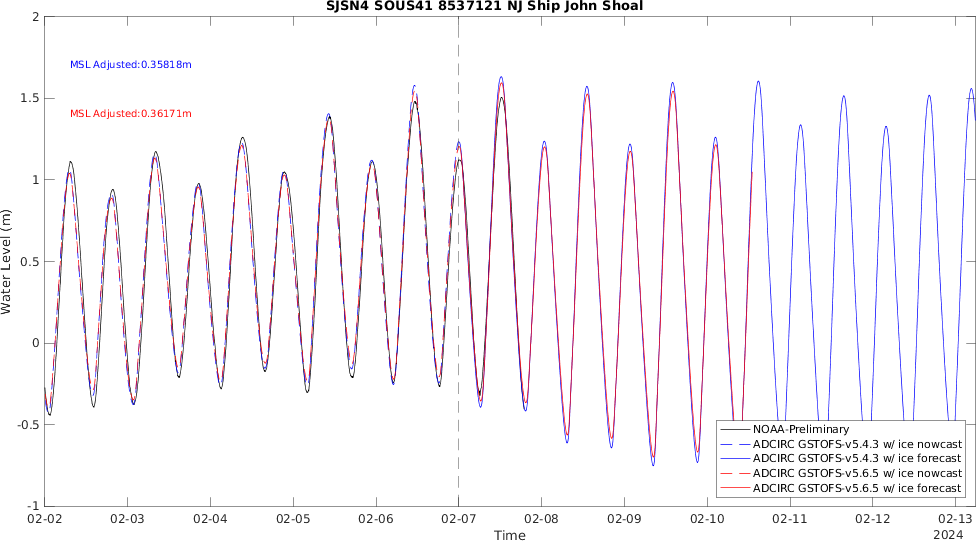 SJSN4 SOUS41 8537121 NJ Ship John Shoal
MSL Adjusted:0.35818m
MSL Adjusted:0.36171m
Water Level (m)
2
1.5
1
0.5
0
-0.5
-1
NOAA-Preliminary
ADCIRC GSTOFS-v5.4.3 w/ ice nowcast
ADCIRC GSTOFS-v5.4.3 w/ ice forecast
ADCIRC GSTOFS-v5.6.5 w/ ice nowcast
ADCIRC GSTOFS-v5.6.5 w/ ice forecast
02-02 02-03 02-04 02-05 02-06 02-07 02-08 02-09 02-10 02-11 02-12 02-13
Time
2024